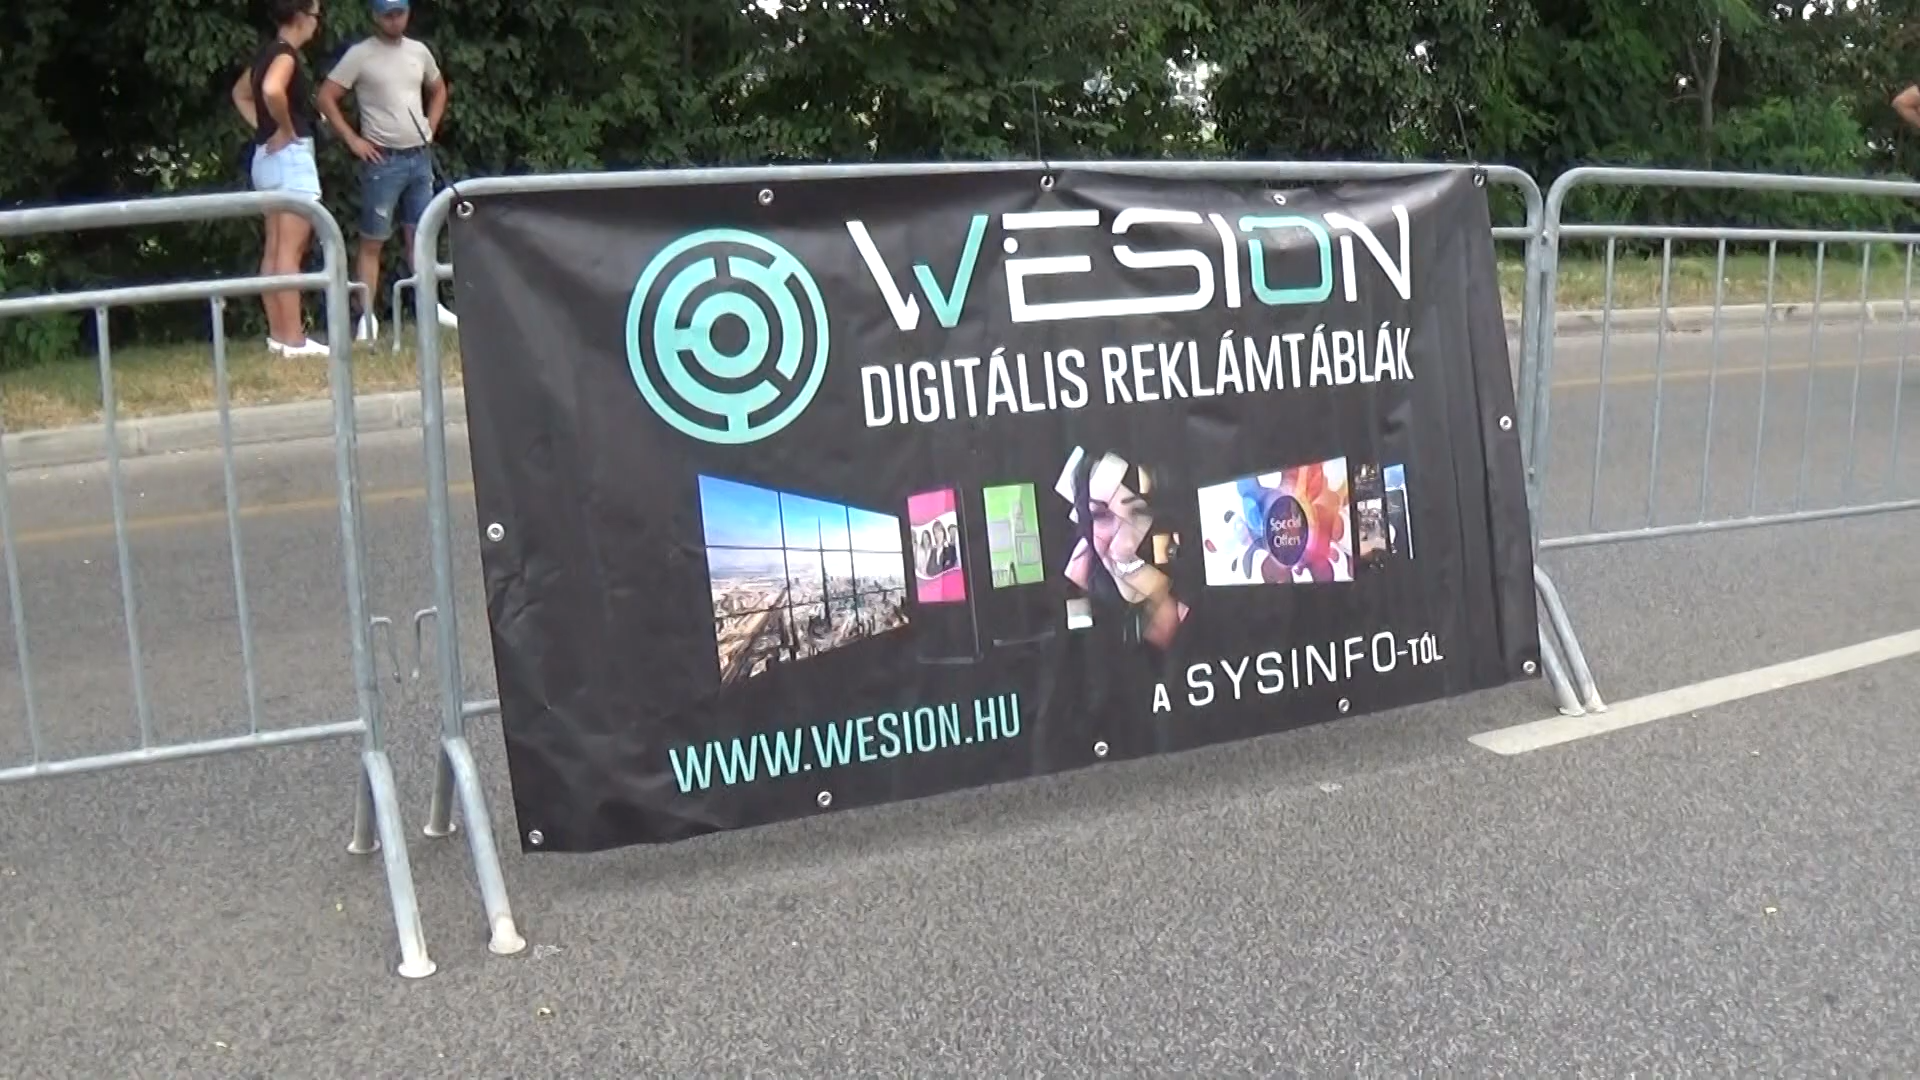 WESION
DIGITÁLIS REKLÁMTÁBLÁK
Special
Offers
A SYSINFO-TÓL
WWW.WESION.HU